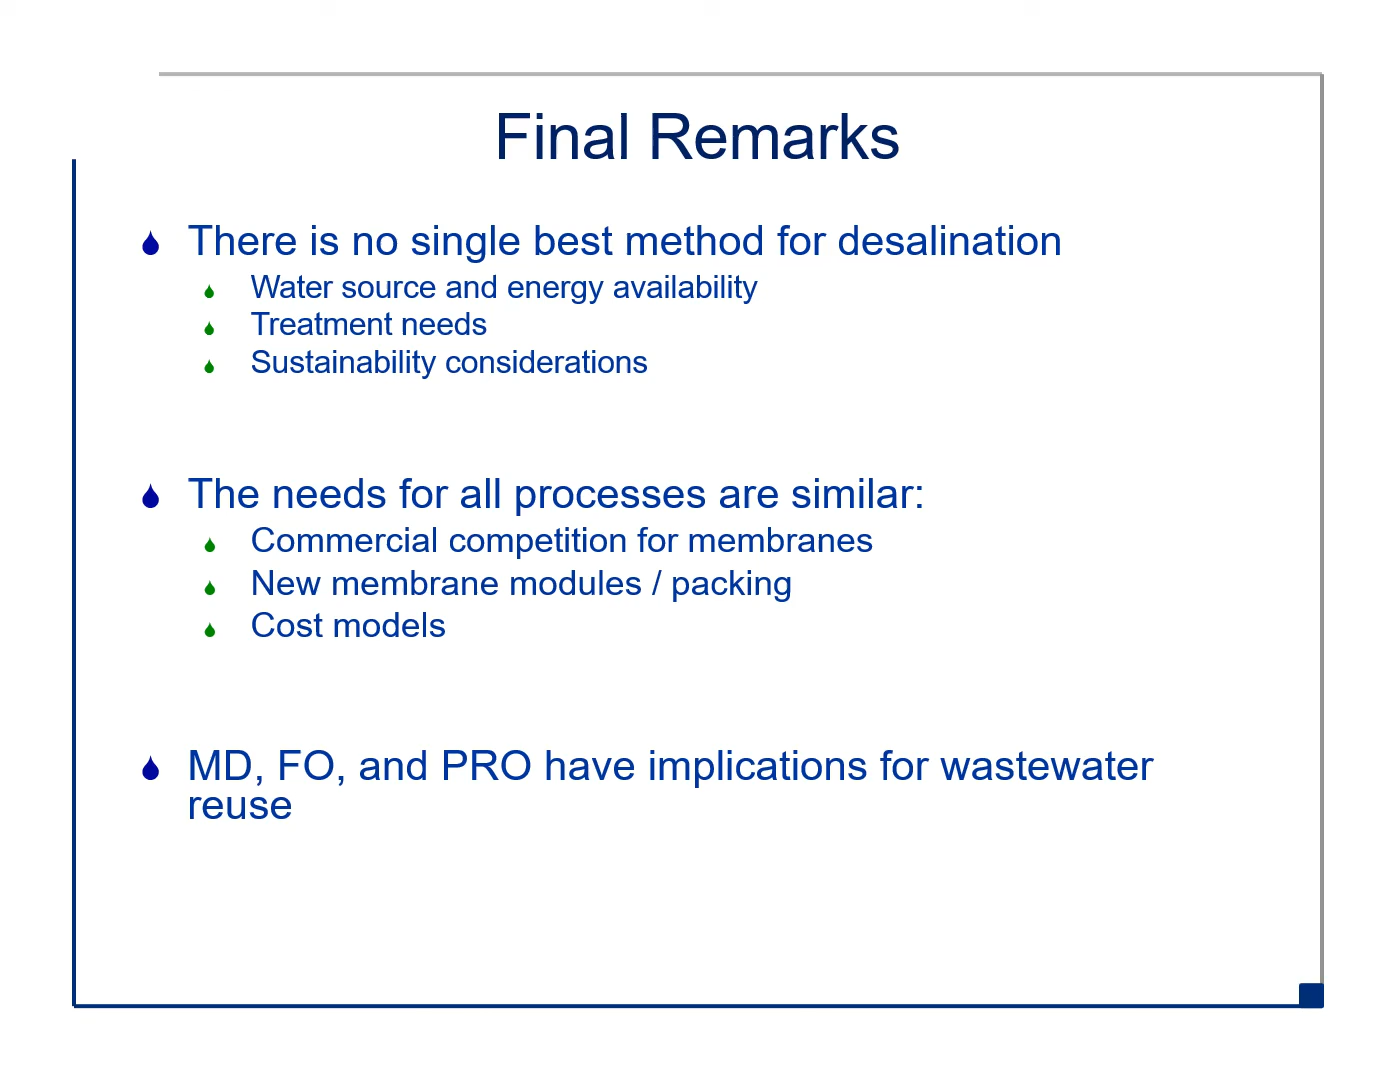 Final Remarks
There is no single best method for desalination
Water source and energy availability
Treatment needs
Sustainability considerations
The needs for all processes are similar:
Commercial competition for membranes
New membrane modules / packing
Cost models
MD, FO, and PRO have implications for wastewater
reuse